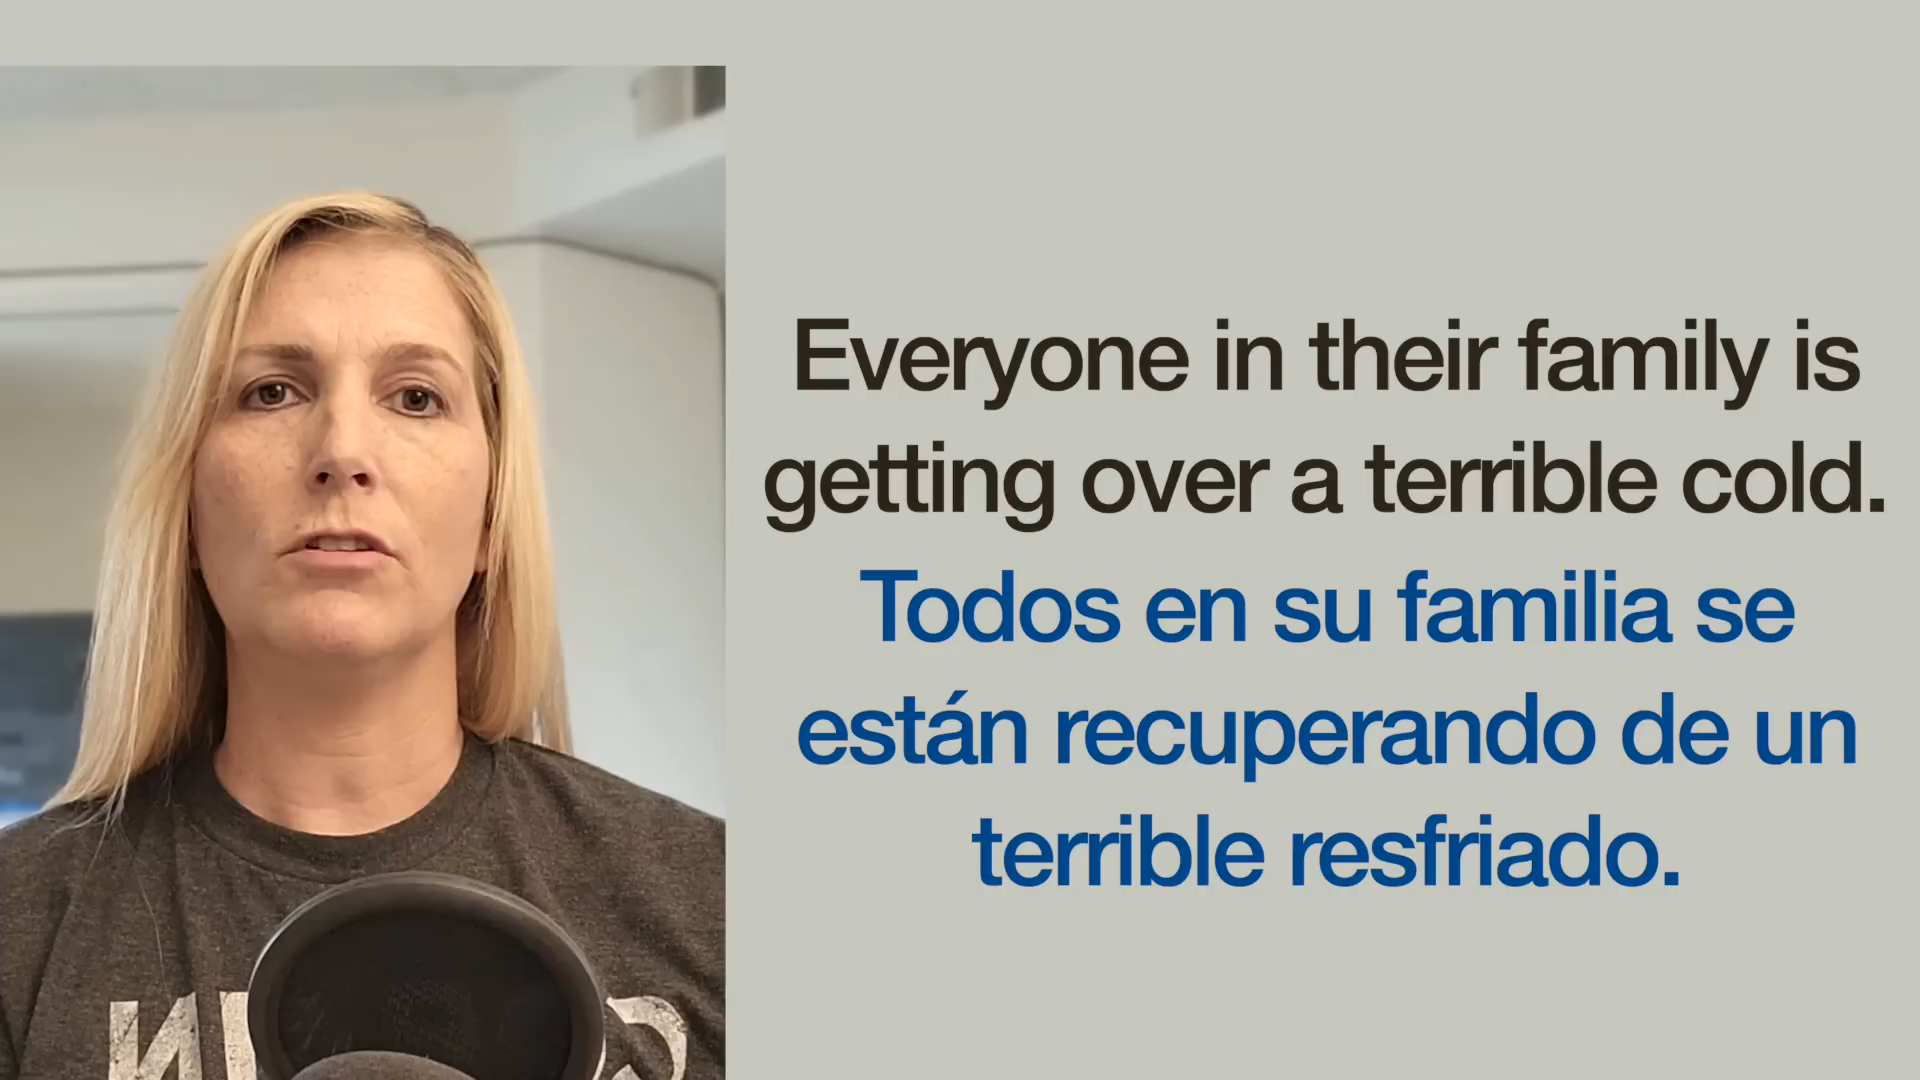 Everyone in their family is
getting over a terrible cold.
Todos en su familia se
están recuperando de un
terrible resfriado.